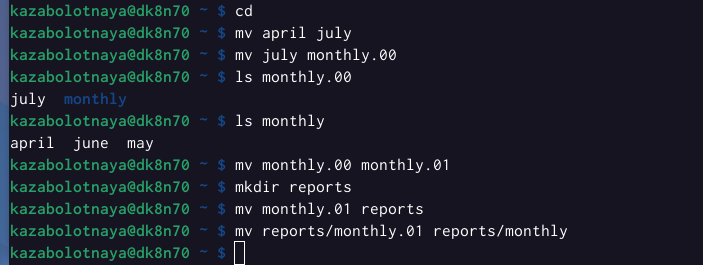 kazabolotnaya@dk8n70 ~ $ cd
kazabolotnaya@dk8n70 ~ $ mv april july
kazabolotnaya@dk8n70 ~ $ mv july monthly.00
kazabolotnaya@dk8n70 ~ $ ls monthly.00
july  monthly
kazabolotnaya@dk8n70 ~ $ ls monthly
april  june  may
kazabolotnaya@dk8n70 ~ $ mv monthly.00 monthly.01
kazabolotnaya@dk8n70 ~ $ mkdir reports
kazabolotnaya@dk8n70 ~ $ mv monthly.01 reports
kazabolotnaya@dk8n70 ~ $ mv reports/monthly.01 reports/monthly
kazabolotnaya@dk8n70 ~ $